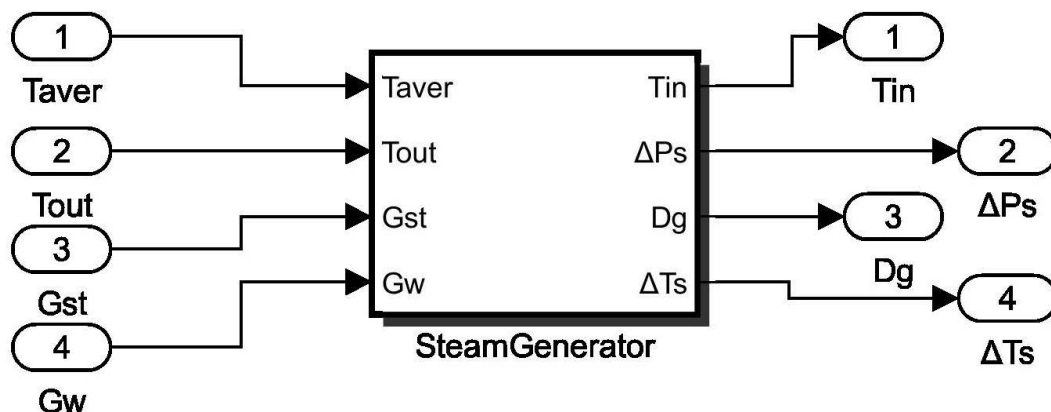 1
Taver
2
Tout
3
Gst
4
Gw
Taver
Tout
Gst
Gw
Tin
ΔPs
Dg
ΔTs
SteamGenerator
1
Tin
2
ΔPs
3
Dg
4
ΔTs